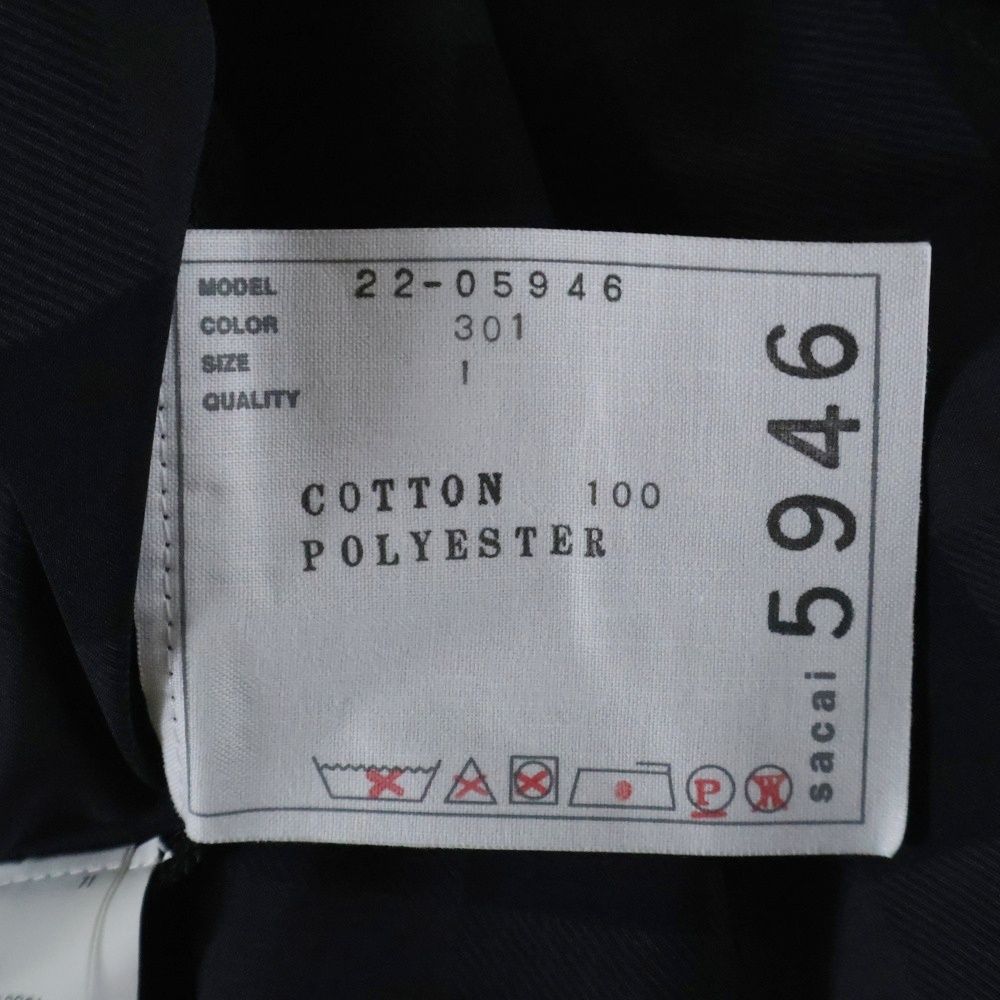 MODEL 22-05946
COLOR 301
SIZE 1
QUALITY
COTTON 100
POLYESTER
P
W
sacai 5946